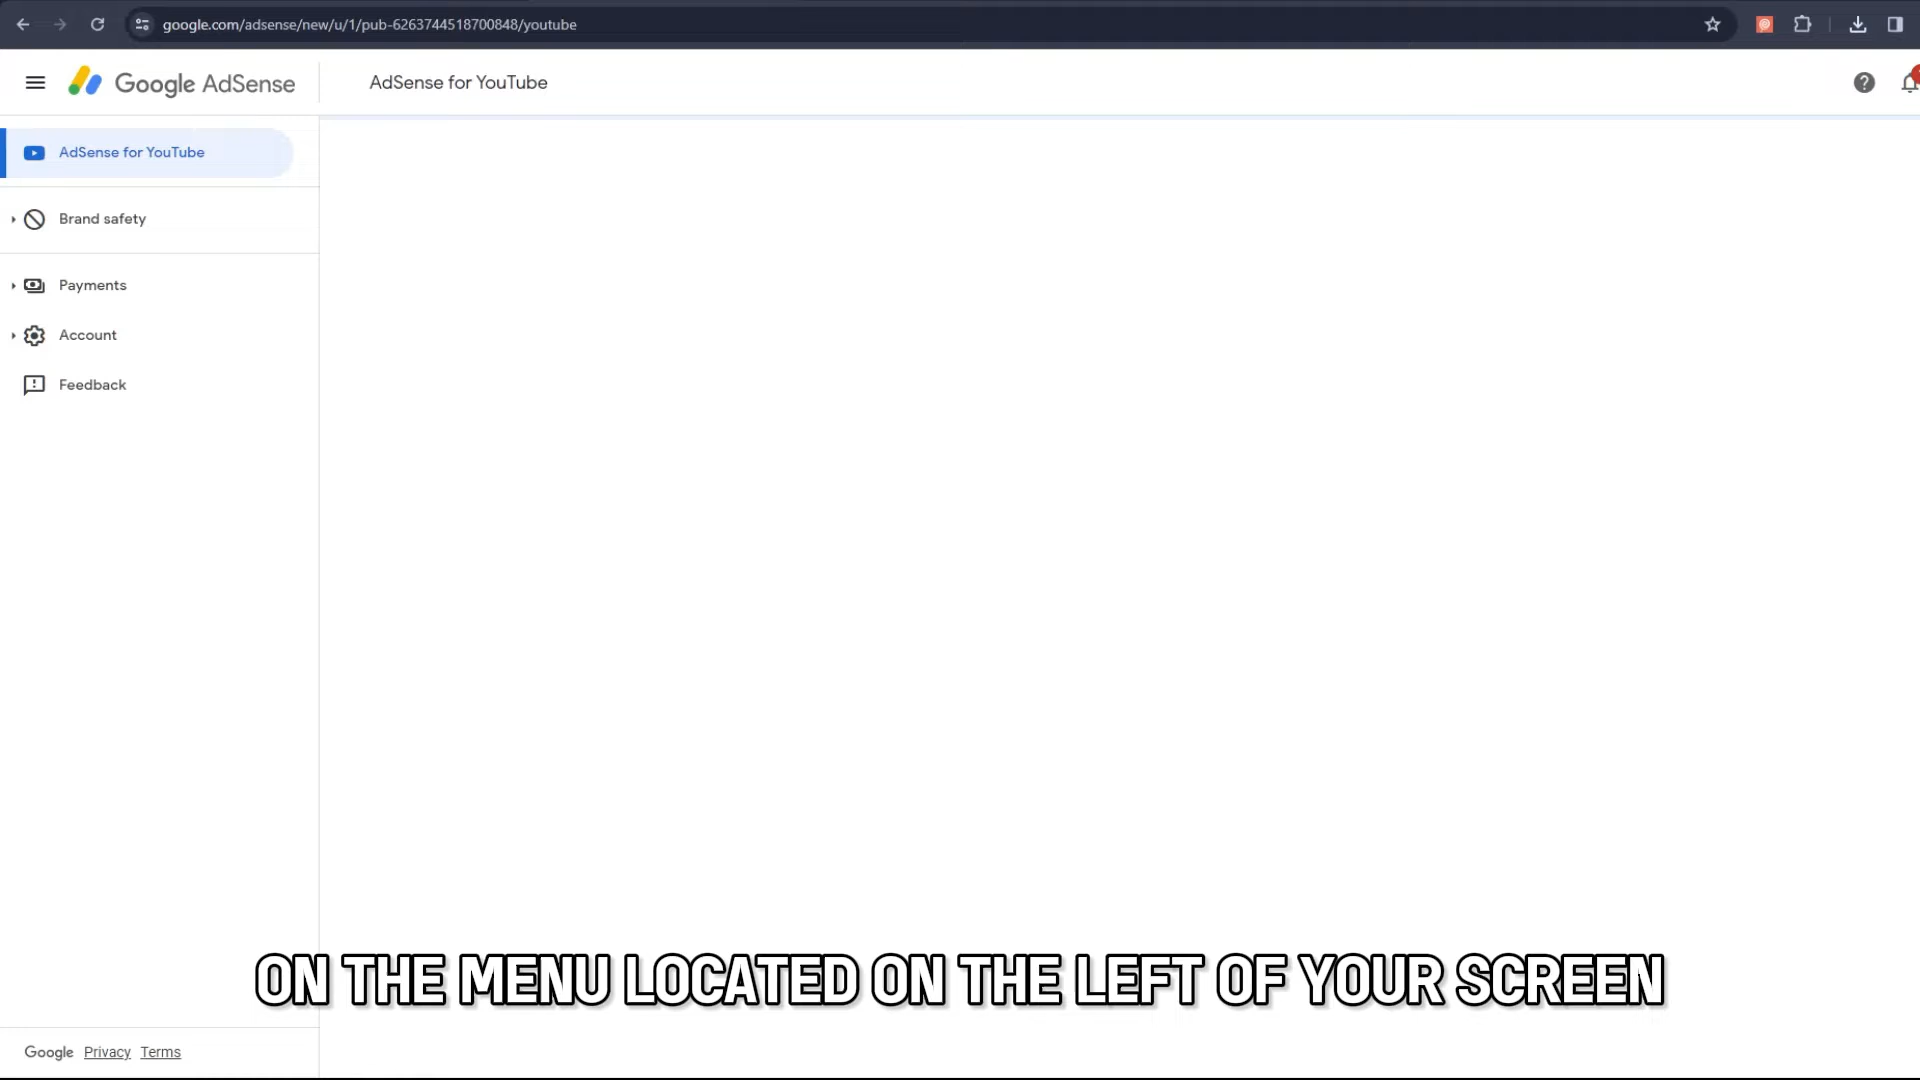 google.com/adsense/new/u/1/pub-6263744518700848/youtube
Google AdSense
AdSense for YouTube
AdSense for YouTube
Brand safety
Payments
Account
Feedback
ON THE MENU LOCATED ON THE LEFT OF YOUR SCREEN
Google Privacy Terms